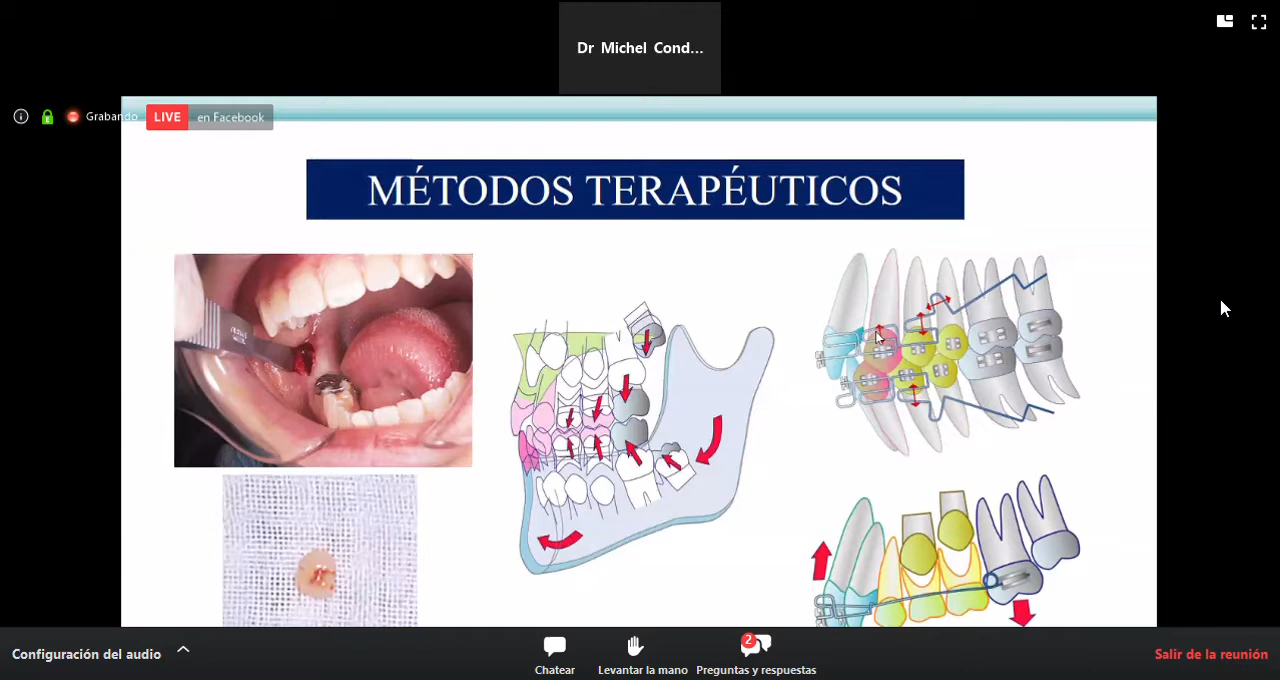 Dr Michel Cond...
Grabando
LIVE
en Facebook
MÉTODOS TERAPÉUTICOS
Configuración del audio
Chatear
Levantar la mano
2
Preguntas y respuestas
Salir de la reunión